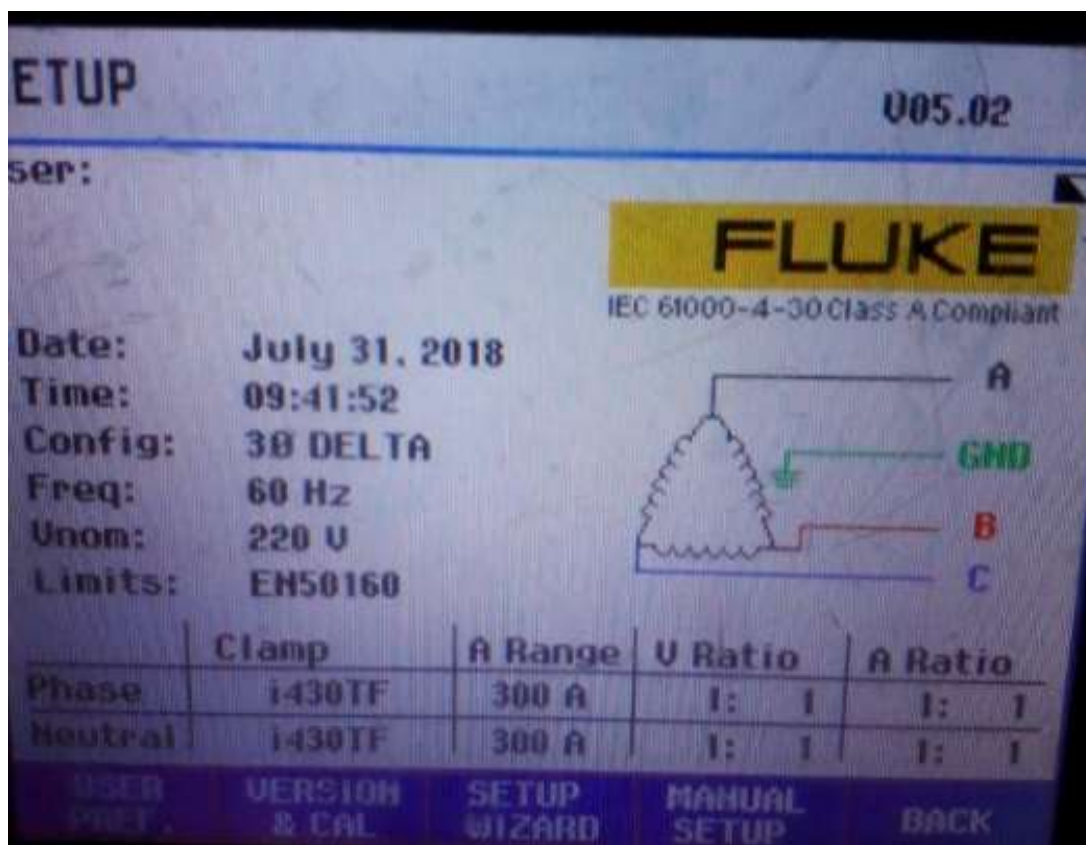 ETUP
V05.02
ser:
FLUKE
IEC 61000-4-30 Class A Compliant
Date: July 31, 2018
Time: 09:41:52
Config: 3Ø DELTA
Freq: 60 Hz
Unom: 220 V
Limits: EN50160
A
GND
B
C
Clamp A Range V Ratio A Ratio
Phase i430TF 300 A 1: 1 1: 1
Neutral i430TF 300 A 1: 1 1: 1
USER PREF.
VERSION & CAL
SETUP WIZARD
MANUAL SETUP
BACK